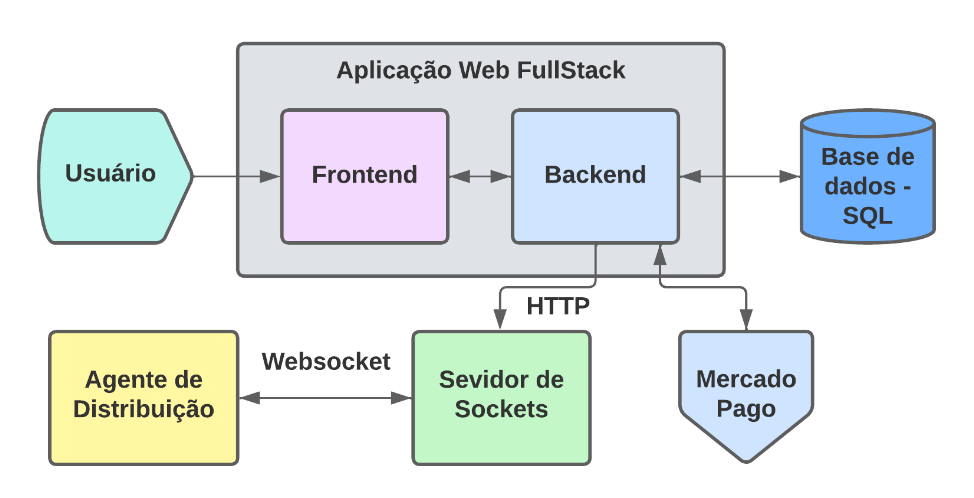 Aplicação Web FullStack
Usuário
Frontend
Backend
Base de
dados -
SQL
HTTP
Websocket
Agente de
Distribuição
Sevidor de
Sockets
Mercado
Pago